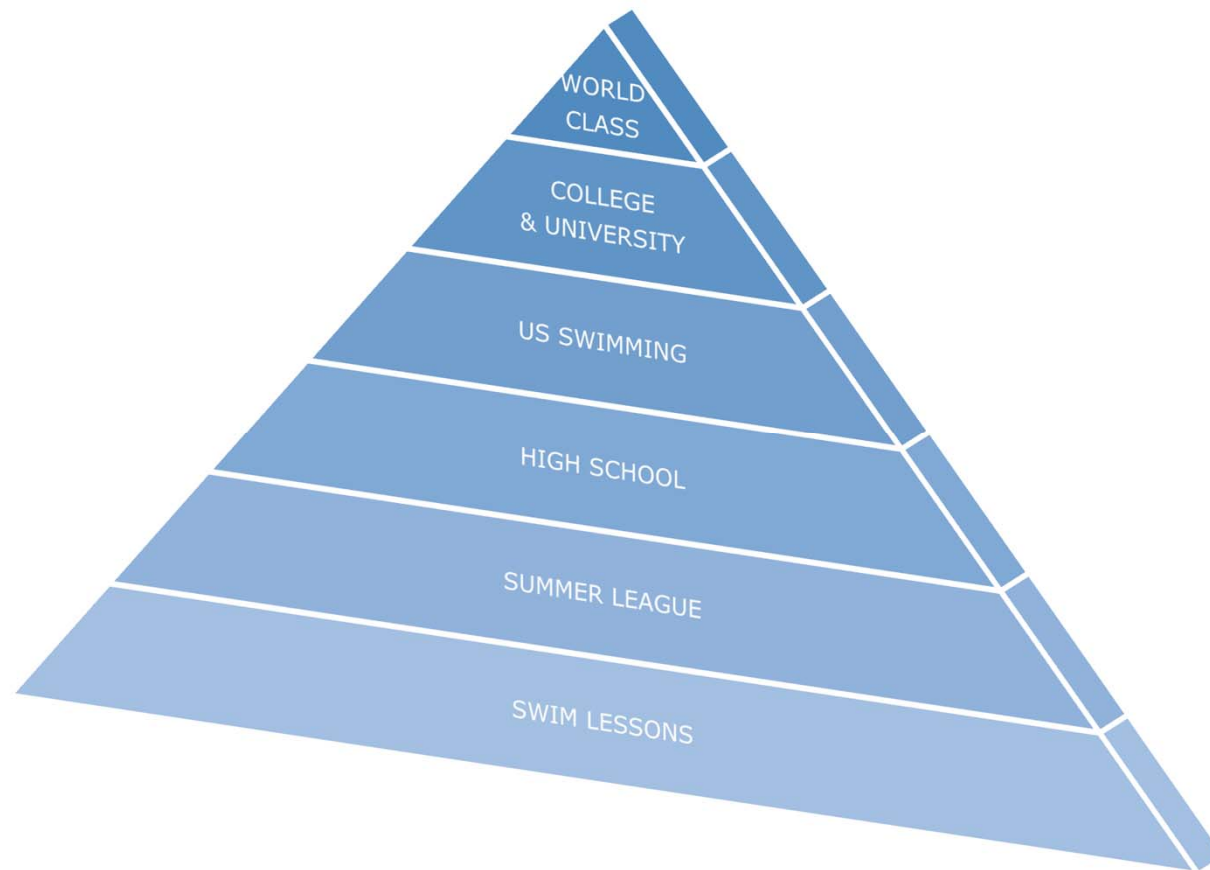 WORLD
CLASS
COLLEGE
& UNIVERSITY
US SWIMMING
HIGH SCHOOL
SUMMER LEAGUE
SWIM LESSONS